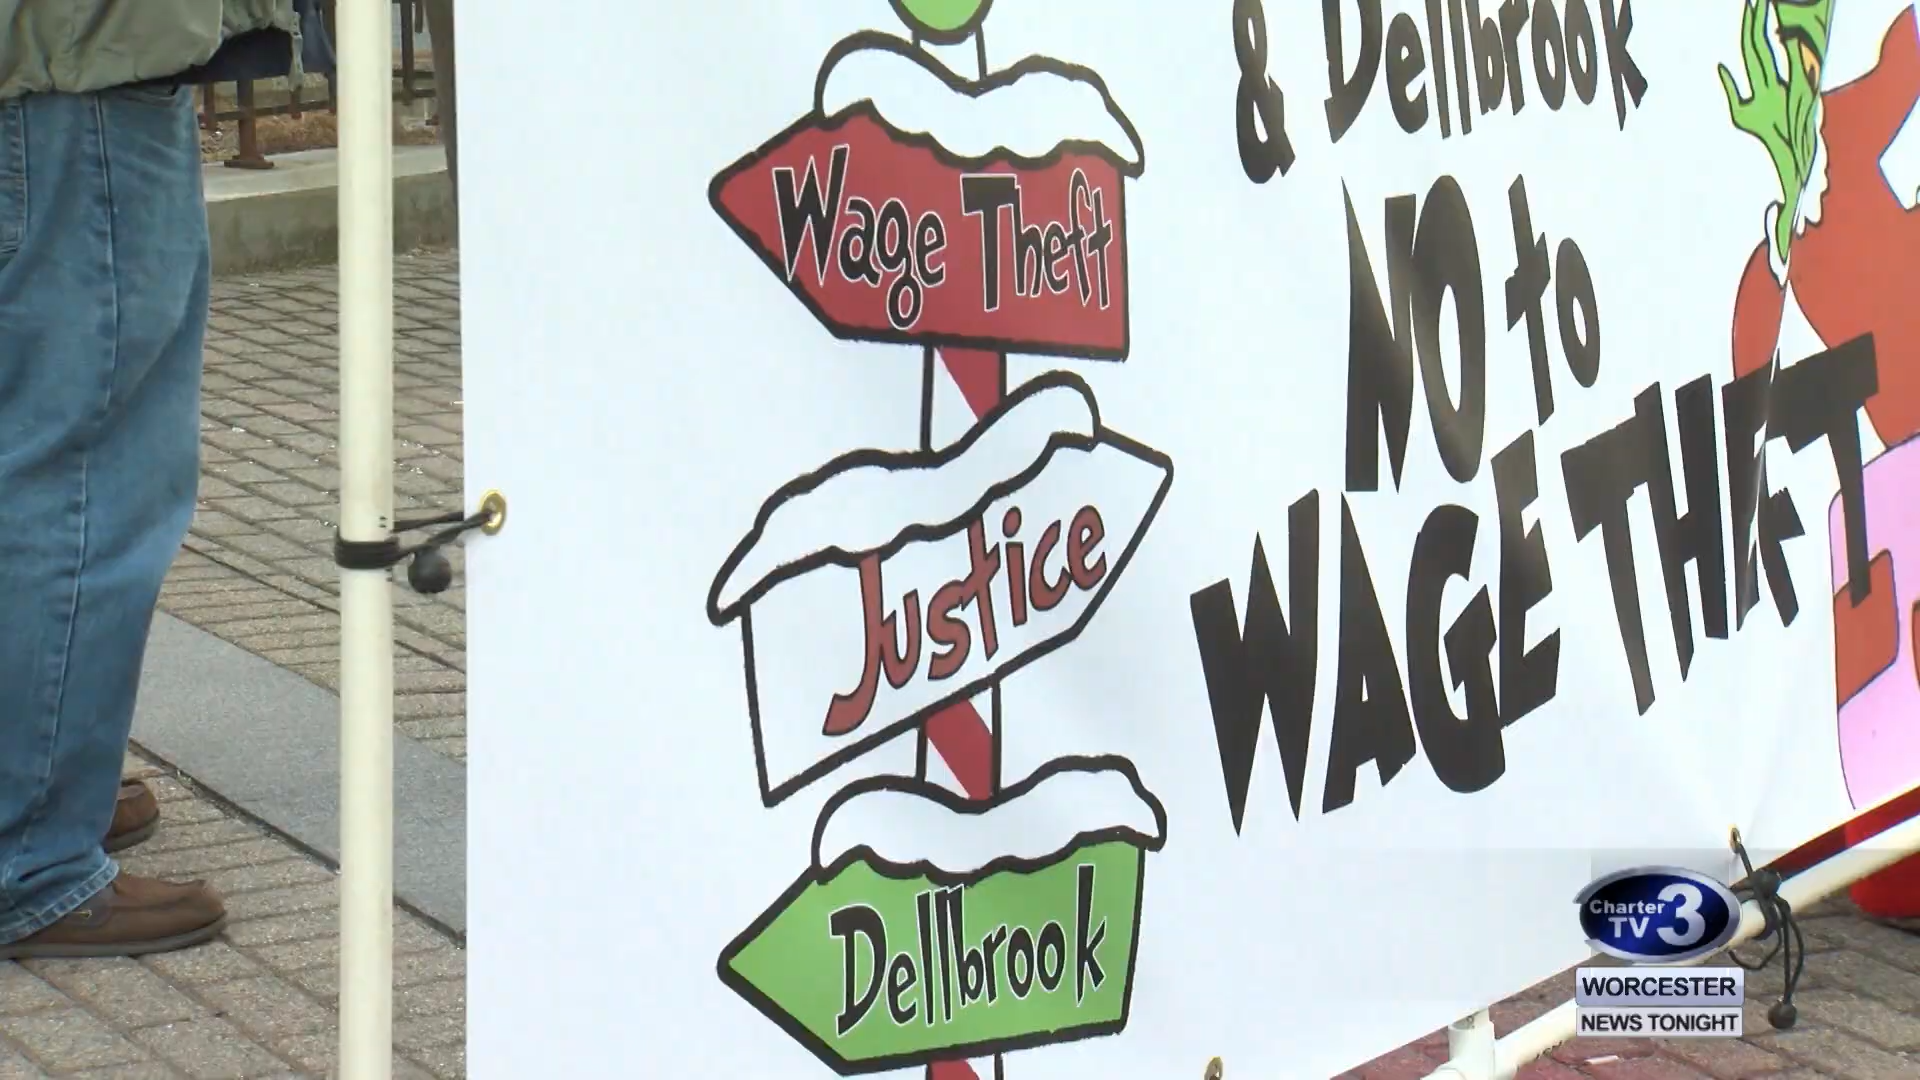 Wage Theft
Justice
Dellbrook
& Dellbrook
NO to
WAGE THEFT
Charter
TV 3
WORCESTER
NEWS TONIGHT